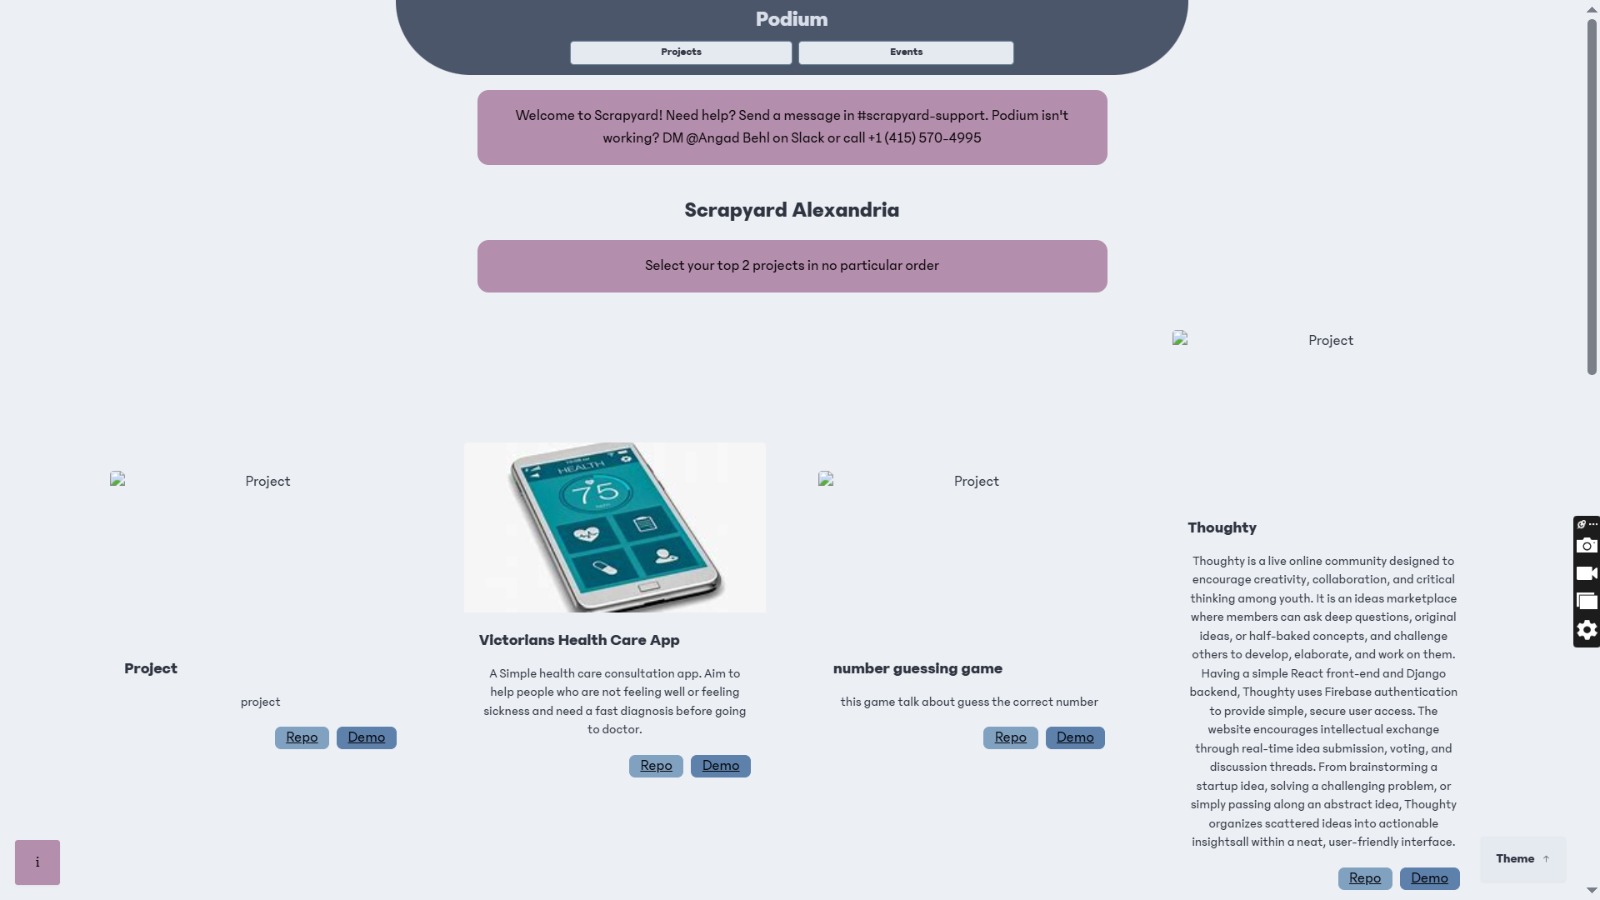 Podium
Projects
Events
Welcome to Scrapyard! Need help? Send a message in #scrapyard-support. Podium isn't
working? DM @Angad Behl on Slack or call +1 (415) 570-4995
Scrapyard Alexandria
Select your top 2 projects in no particular order
Project
Project
project
Repo
Demo
HEALTH
75
Victorians Health Care App
A Simple health care consultation app. Aim to
help people who are not feeling well or feeling
sickness and need a fast diagnosis before going
to doctor.
Repo
Demo
Project
number guessing game
this game talk about guess the correct number
Repo
Demo
Project
Thoughty
Thoughty is a live online community designed to
encourage creativity, collaboration, and critical
thinking among youth. It is an ideas marketplace
where members can ask deep questions, original
ideas, or half-baked concepts, and challenge
others to develop, elaborate, and work on them.
Having a simple React front-end and Django
backend, Thoughty uses Firebase authentication
to provide simple, secure user access. The
website encourages intellectual exchange
through real-time idea submission, voting, and
discussion threads. From brainstorming a
startup idea, solving a challenging problem, or
simply passing along an abstract idea, Thoughty
organizes scattered ideas into actionable
insightsall within a neat, user-friendly interface.
Repo
Demo
i
Theme ↑